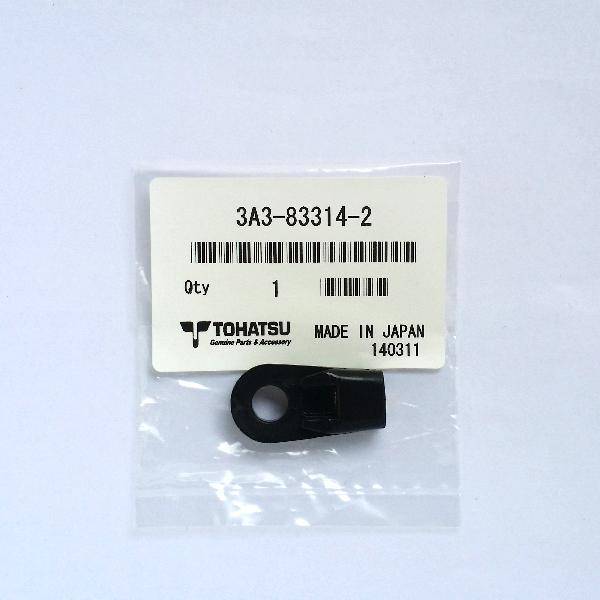 3A3-83314-2
Qty 1
TOHATSU MADE IN JAPAN
Genuine Parts & Accessory 140311